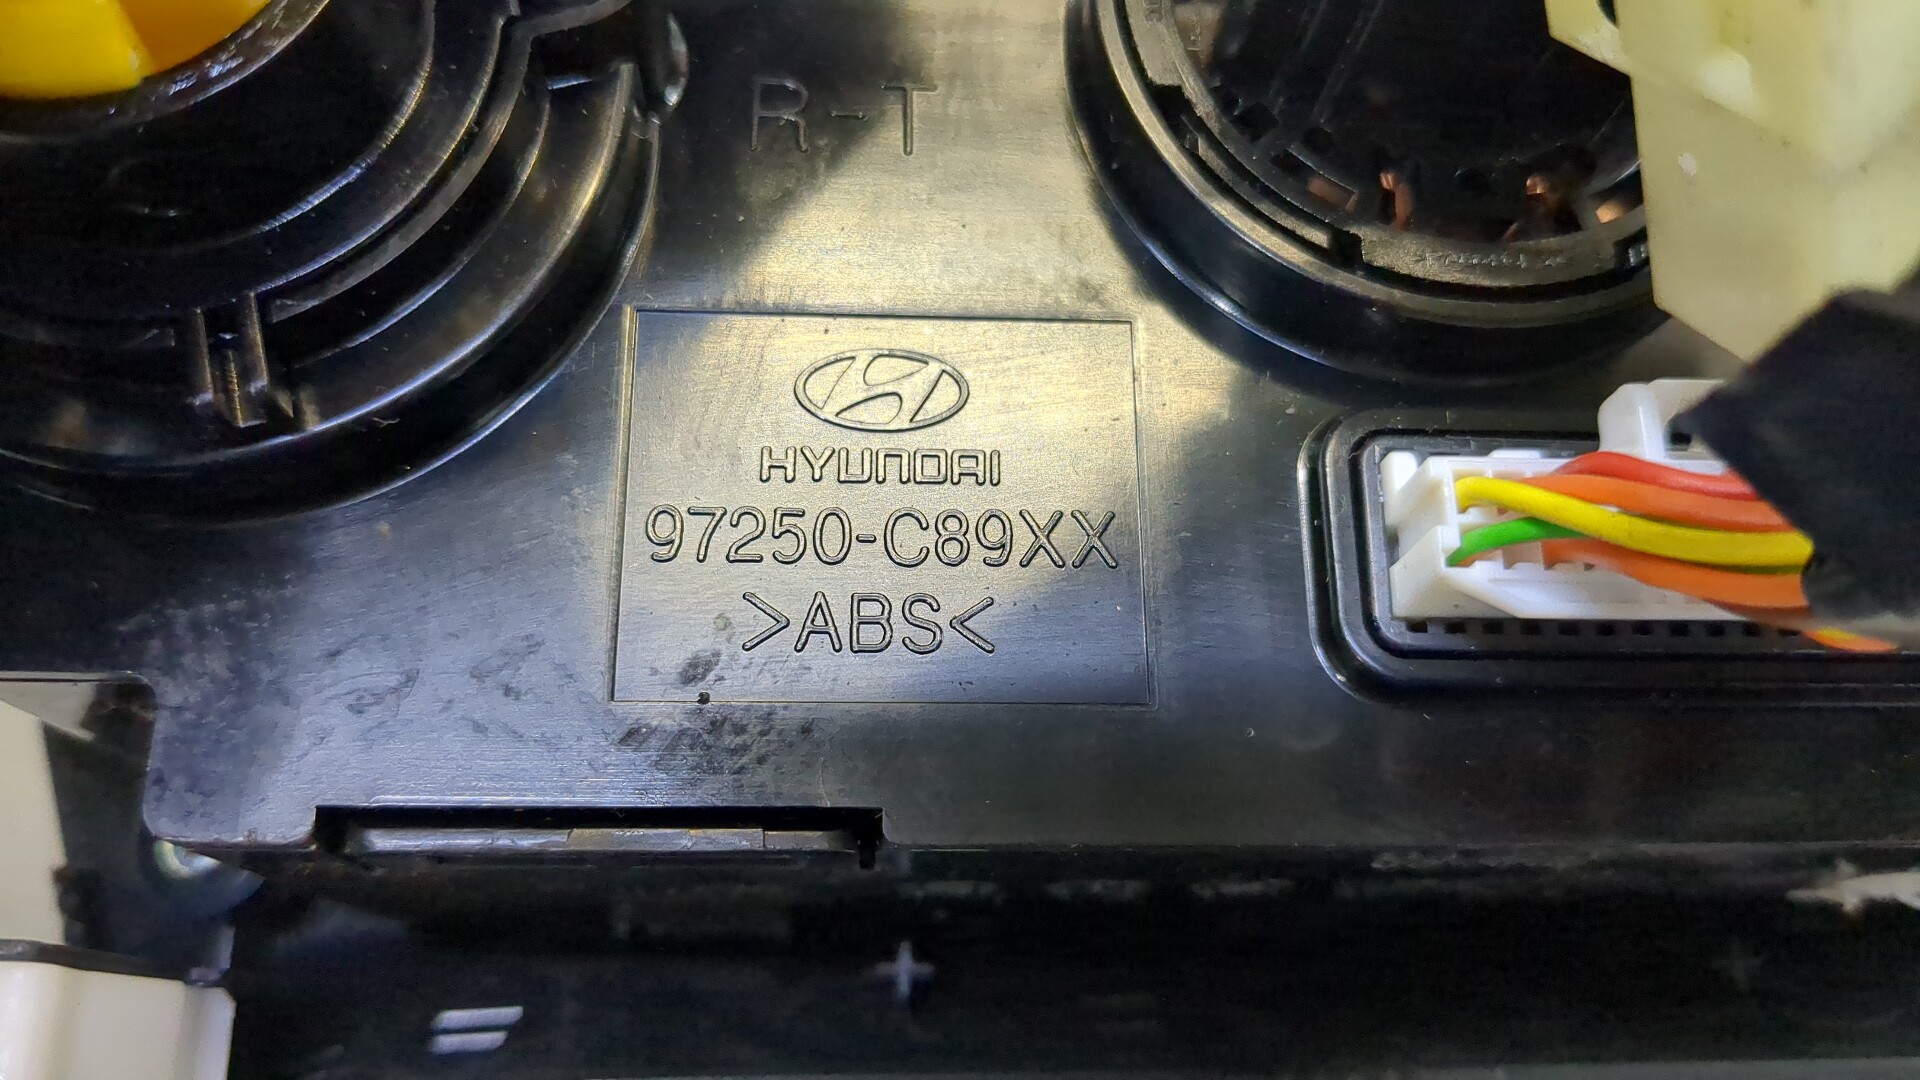 R-T
HYUNDAI
97250-C89XX
>ABS<